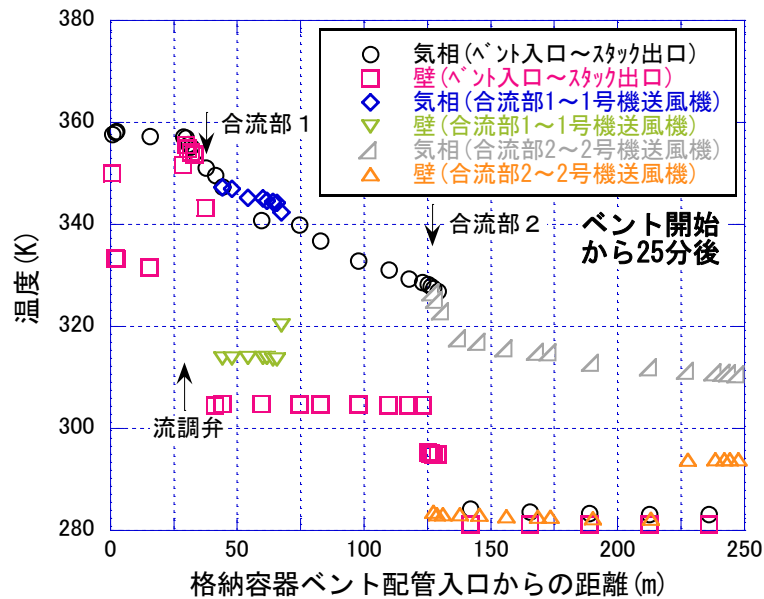 380
360
340
320
300
280
温度(K)
気相(ベント入口～スタック出口)
壁(ベント入口～スタック出口)
気相(合流部1～1号機送風機)
壁(合流部1～1号機送風機)
気相(合流部2～2号機送風機)
壁(合流部2～2号機送風機)
合流部１
合流部２
ベント開始
から25分後
流調弁
0
50
100
150
200
250
格納容器ベント配管入口からの距離(m)